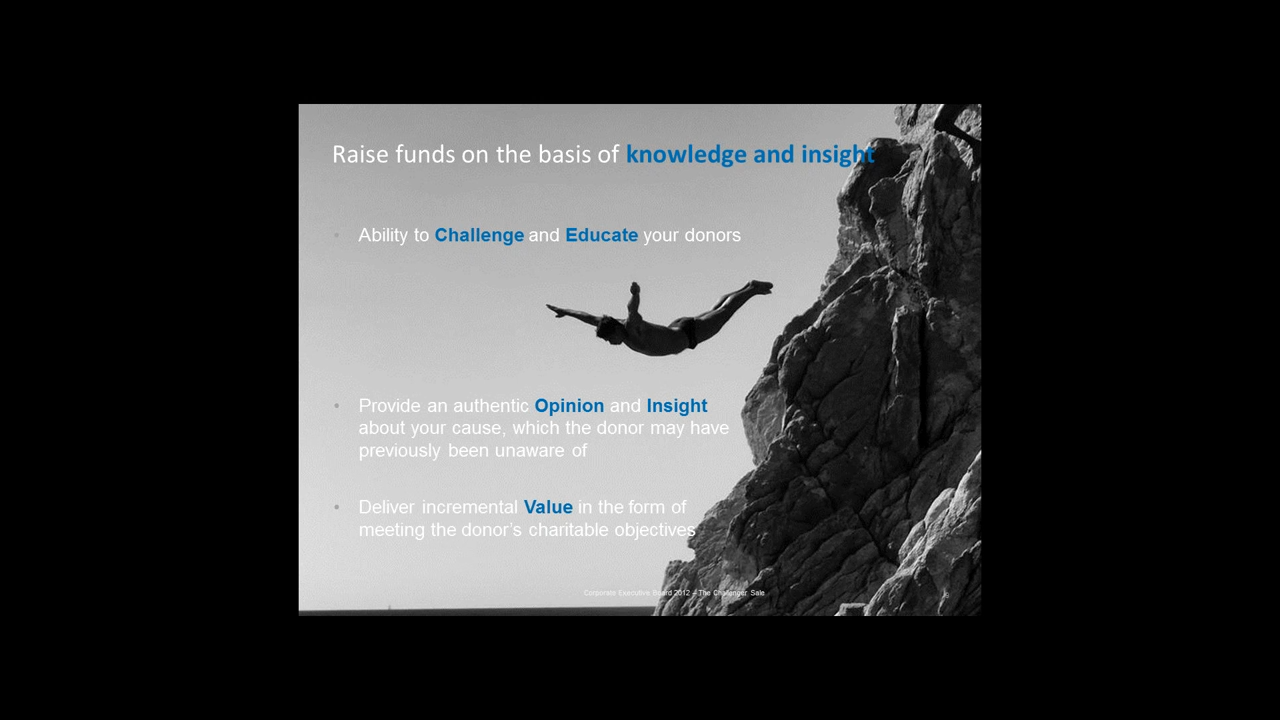 Raise funds on the basis of knowledge and insight
• Ability to Challenge and Educate your donors
• Provide an authentic Opinion and Insight
about your cause, which the donor may have
previously been unaware of
• Deliver incremental Value in the form of
meeting the donor's charitable objectives
Corporate Executive Board 2012 – The Challenger Sale